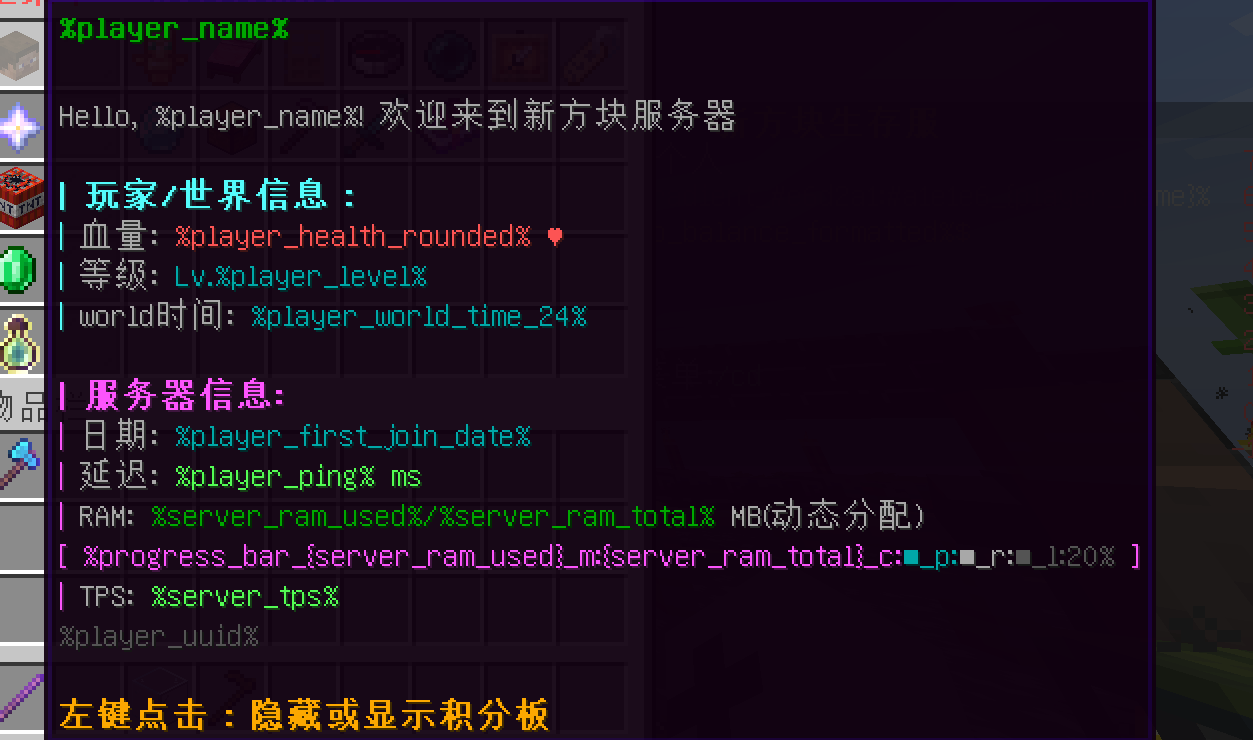 %player_name%
Hello, %player_name%! 欢迎来到新方块服务器
| 玩家/世界信息：
| 血量: %player_health_rounded% ♥
| 等级: Lv.%player_level%
| world时间: %player_world_time_24%
| 服务器信息:
| 日期: %player_first_join_date%
| 延迟: %player_ping% ms
| RAM: %server_ram_used%/%server_ram_total% MB(动态分配)
[ %progress_bar_{server_ram_used}_m:{server_ram_total}_c:■_p:■_r:■_l:20% ]
| TPS: %server_tps%
%player_uuid%
左键点击：隐藏或显示积分板
物品
me}%